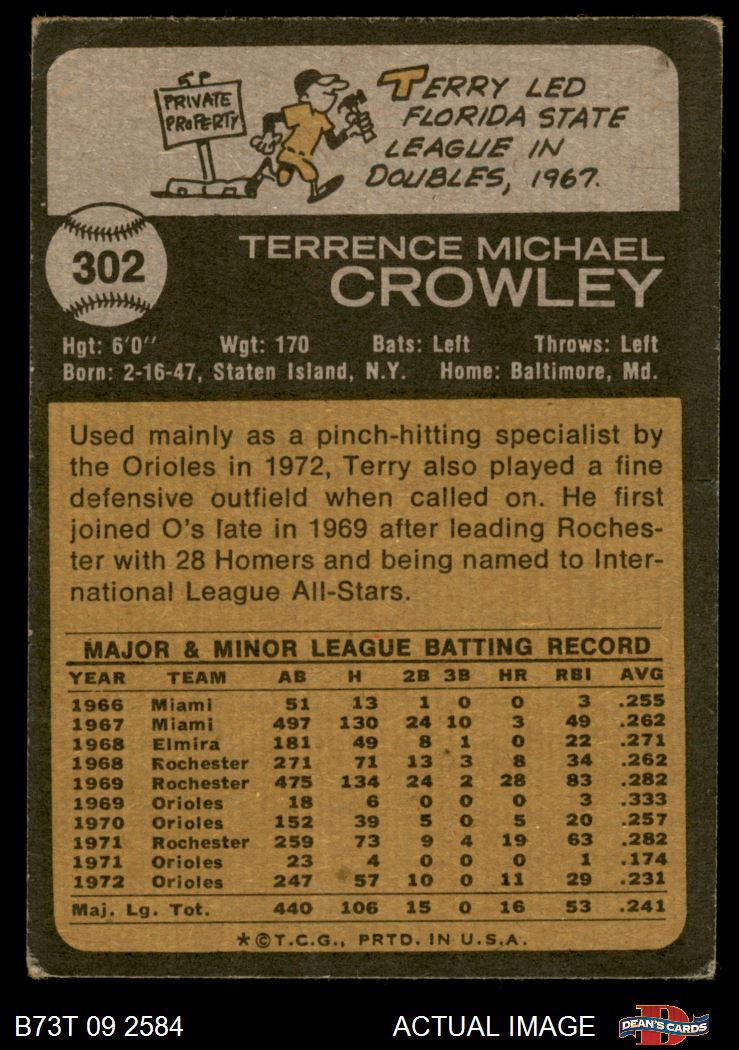 PRIVATE
PROPERTY
TERRY LED
FLORIDA STATE
LEAGUE IN
DOUBLES, 1967.
302
TERRENCE MICHAEL
CROWLEY
Hgt: 6'0" Wgt: 170 Bats: Left Throws: Left
Born: 2-16-47, Staten Island, N.Y. Home: Baltimore, Md.
Used mainly as a pinch-hitting specialist by
the Orioles in 1972, Terry also played a fine
defensive outfield when called on. He first
joined O's late in 1969 after leading Roches-
ter with 28 Homers and being named to Inter-
national League All-Stars.
MAJOR & MINOR LEAGUE BATTING RECORD
YEAR TEAM AB H 2B 3B HR RBI AVG
1966 Miami 51 13 1 0 0 3 .255
1967 Miami 497 130 24 10 3 49 .262
1968 Elmira 181 49 8 1 0 22 .271
1968 Rochester 271 71 13 3 8 34 .262
1969 Rochester 475 134 24 2 28 83 .282
1969 Orioles 18 6 0 0 0 3 .333
1970 Orioles 152 39 5 0 5 20 .257
1971 Rochester 259 73 9 4 19 63 .282
1971 Orioles 23 4 0 0 0 1 .174
1972 Orioles 247 57 10 0 11 29 .231
Maj. Lg. Tot. 440 106 15 0 16 53 .241
*©T.C.G., PRTD. IN U.S.A.
B73T 09 2584 ACTUAL IMAGE
D
DEAN'S CARDS